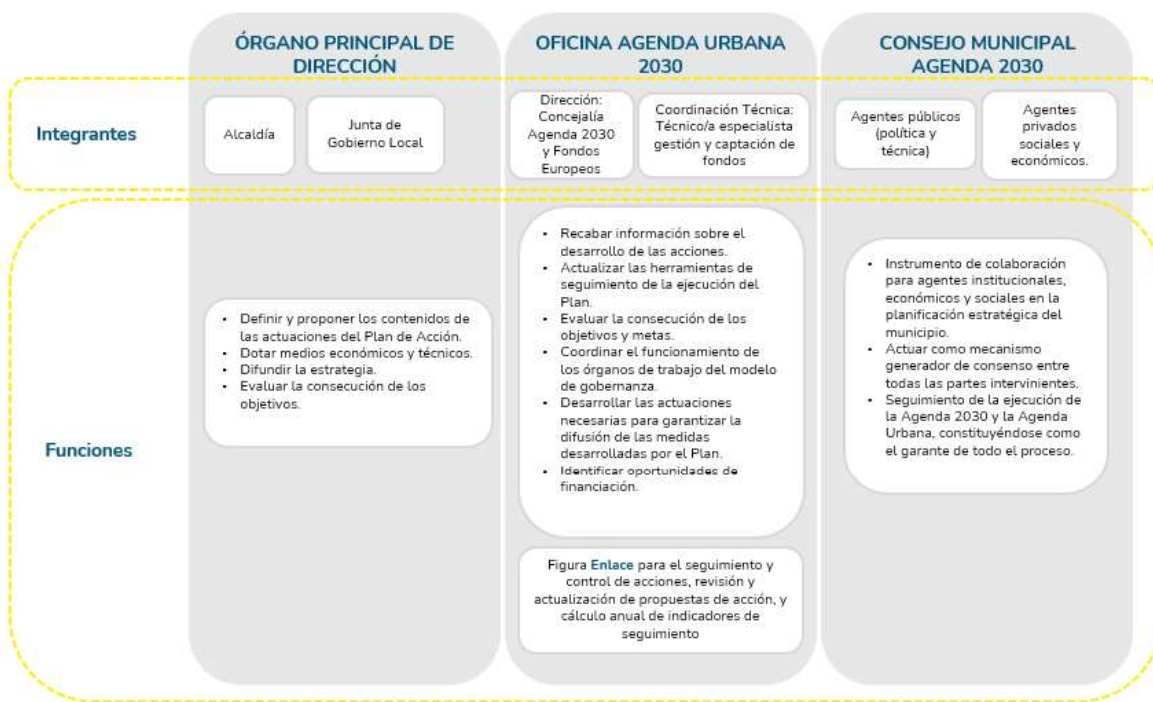 ÓRGANO PRINCIPAL DE
DIRECCIÓN
OFICINA AGENDA URBANA
2030
CONSEJO MUNICIPAL
AGENDA 2030
Integrantes
Alcaldía
Junta de
Gobierno Local
Dirección:
Concejalía
Agenda 2030
y Fondos
Europeos
Coordinación Técnica:
Técnico/a especialista
gestión y captación de
fondos
Agentes públicos
(política y
técnica)
Agentes
privados
sociales y
económicos.
Funciones
• Definir y proponer los contenidos de
las actuaciones del Plan de Acción.
• Dotar medios económicos y técnicos.
• Difundir la estrategia.
• Evaluar la consecución de los
objetivos.
• Recabar información sobre el
desarrollo de las acciones.
• Actualizar las herramientas de
seguimiento de la ejecución del
Plan.
• Evaluar la consecución de los
objetivos y metas.
• Coordinar el funcionamiento de
los órganos de trabajo del modelo
de gobernanza.
• Desarrollar las actuaciones
necesarias para garantizar la
difusión de las medidas
desarrolladas por el Plan.
• Identificar oportunidades de
financiación.
Figura Enlace para el seguimiento y
control de acciones, revisión y
actualización de propuestas de acción, y
cálculo anual de indicadores de
seguimiento
• Instrumento de colaboración
para agentes institucionales,
económicos y sociales en la
planificación estratégica del
municipio.
• Actuar como mecanismo
generador de consenso entre
todas las partes intervinientes.
• Seguimiento de la ejecución de
la Agenda 2030 y la Agenda
Urbana, constituyéndose como
el garante de todo el proceso.